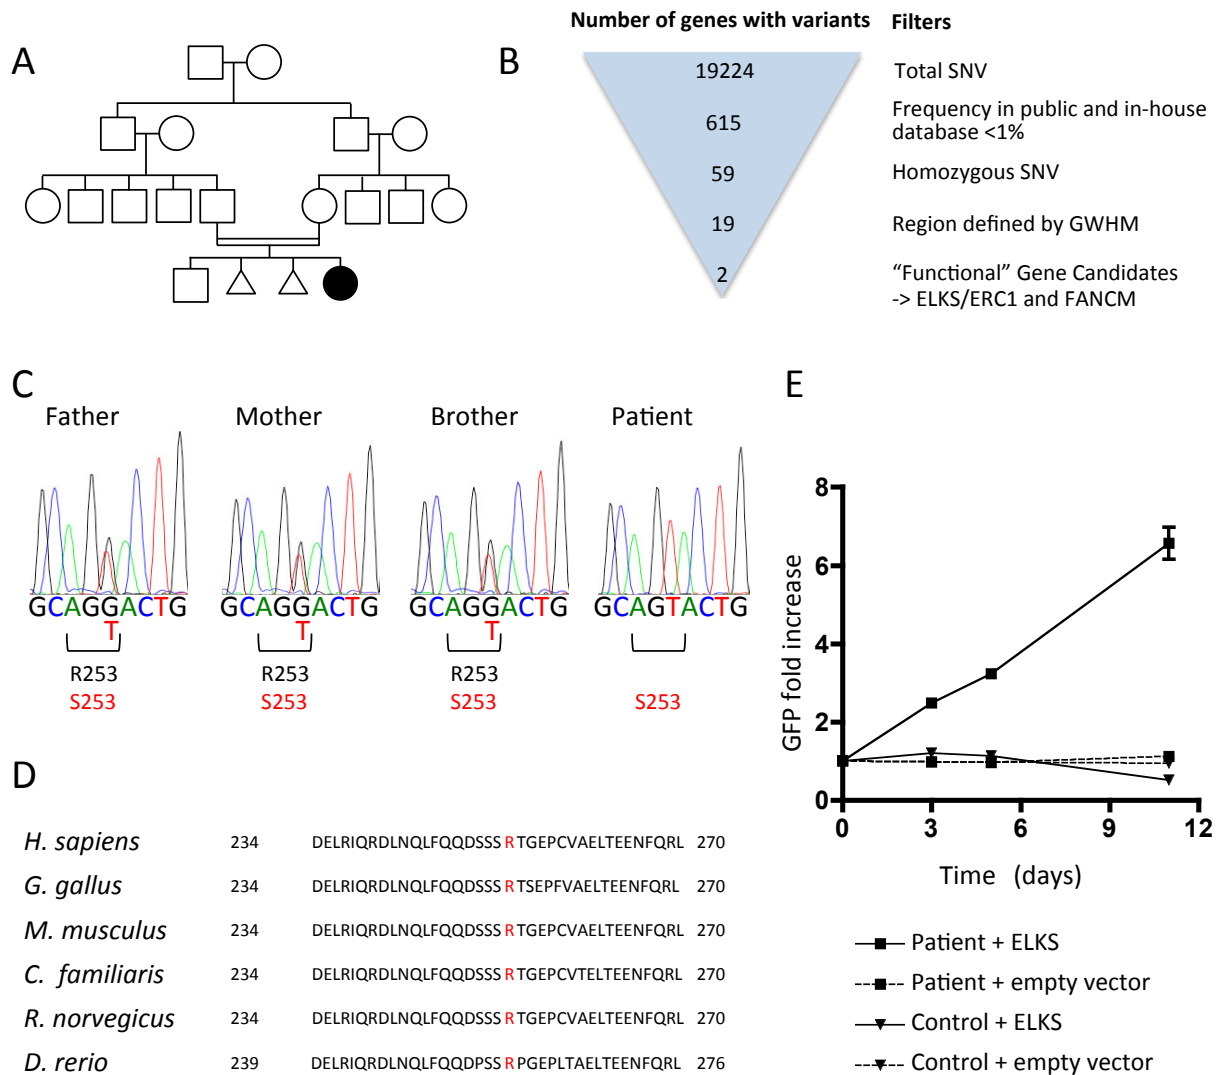 A
B
Number of genes with variants Filters
19224 Total SNV
615 Frequency in public and in-house
database <1%
59 Homozygous SNV
19 Region defined by GWHM
2 “Functional” Gene Candidates
-> ELKS/ERC1 and FANCM
C
Father Mother Brother Patient
GCAGGACTG GCAGGACTG GCAGGACTG GCAGTACTG
T T T
R253 R253 R253
S253 S253 S253 S253
D
H. sapiens 234 DELRIQRDLNQLFQQDSSS R TGEPCVAELTEENFQRL 270
G. gallus 234 DELRIQRDLNQLFQQDSSS R TSEPFVAELTEENFQRL 270
M. musculus 234 DELRIQRDLNQLFQQDSSS R TGEPCVAELTEENFQRL 270
C. familiaris 234 DELRIQRDLNQLFQQDSSS R TGEPCVTELTEENFQRL 270
R. norvegicus 234 DELRIQRDLNQLFQQDSSS R TGEPCVAELTEENFQRL 270
D. rerio 239 DELRIQRDLNQLFQQDPSS R PGEPLTAELTEENFQRL 276
E
GFP fold increase
8
6
4
2
0
0 3 6 9 12
Time (days)
Patient + ELKS
Patient + empty vector
Control + ELKS
Control + empty vector